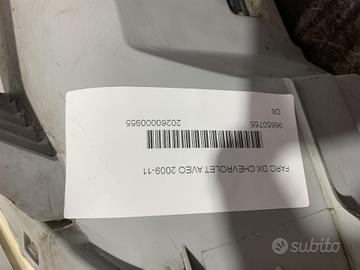 FARO DX CHEVROLET AVEO 2009-11
96650755
202600000955
D6
subito